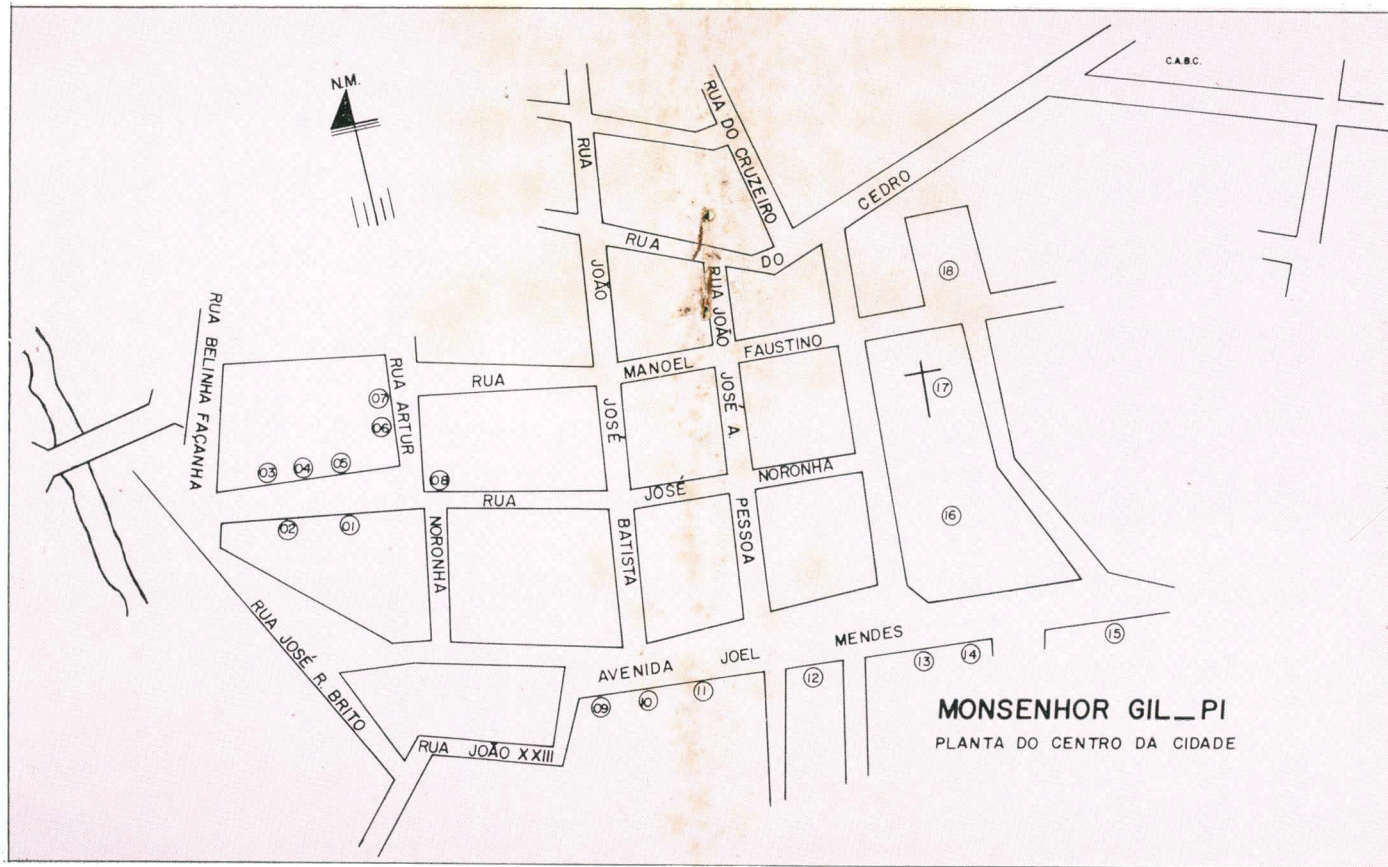 C.A.B.C.
N.M.
RUA DO CRUZEIRO
RUA JOÃO JOSÉ BATISTA
RUA DO CEDRO
18
RUA BELINHA FAÇANHA
RUA ARTUR NORONHA
RUA MANOEL FAUSTINO
RUA JOÃO JOSÉ A. PESSOA
17
07
06
03
04
05
08
RUA JOSÉ NORONHA
02
01
16
RUA JOSÉ R. BRITO
AVENIDA JOEL MENDES
09
10
11
12
13
14
15
RUA JOÃO XXIII
MONSENHOR GIL_PI
PLANTA DO CENTRO DA CIDADE